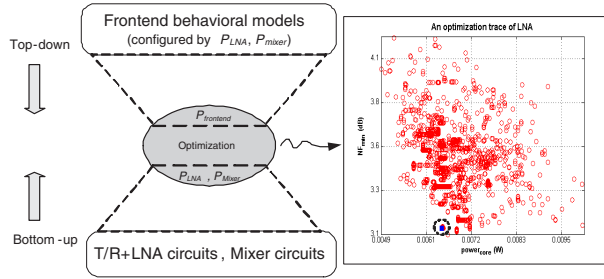 Frontend behavioral models
(configured by P_LNA, P_mixer)
Top-down
P_frontend
Optimization
P_LNA , P_Mixer
Bottom -up
T/R+LNA circuits , Mixer circuits
An optimization trace of LNA
4.1
3.8
3.6
3.3
3.1
NF_min (dB)
0.0049 0.0061 0.0072 0.0083 0.0095
power_core (W)